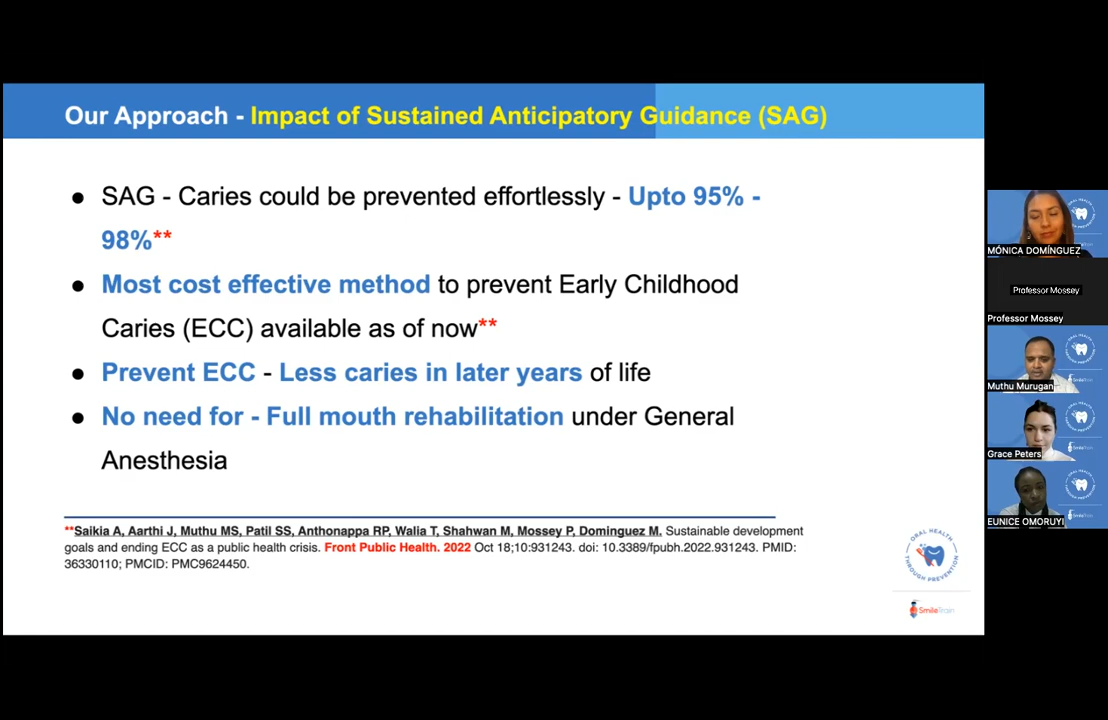 Our Approach - Impact of Sustained Anticipatory Guidance (SAG)
● SAG - Caries could be prevented effortlessly - Upto 95% -
98%**
● Most cost effective method to prevent Early Childhood
Caries (ECC) available as of now**
● Prevent ECC - Less caries in later years of life
● No need for - Full mouth rehabilitation under General
Anesthesia
**Saikia A, Aarthi J, Muthu MS, Patil SS, Anthonappa RP, Walia T, Shahwan M, Mossey P, Dominguez M. Sustainable development
goals and ending ECC as a public health crisis. Front Public Health. 2022 Oct 18;10:931243. doi: 10.3389/fpubh.2022.931243. PMID:
36330110; PMCID: PMC9624450.
ORAL HEALTH
THROUGH PREVENTION
SmileTrain
MÓNICA DOMÍNGUEZ
Professor Mossey
Professor Mossey
Muthu Murugan
Grace Peters
EUNICE OMORUYI